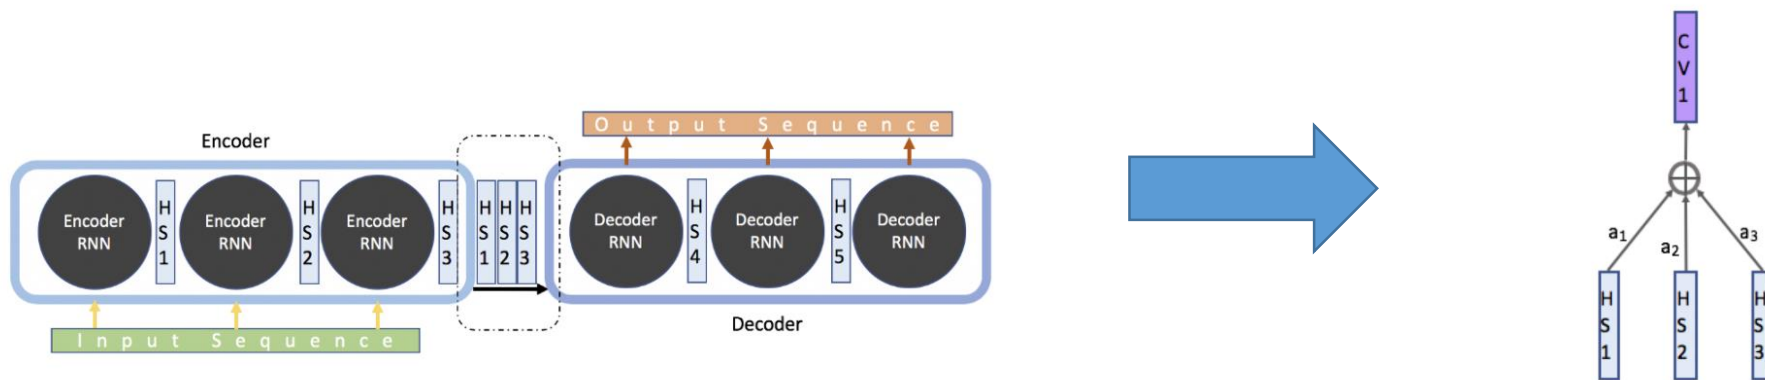 Encoder
Encoder
RNN
HS1
Encoder
RNN
HS2
Encoder
RNN
HS3
HS1
HS2
HS3
Input Sequence
Output Sequence
Decoder
RNN
HS4
Decoder
RNN
HS5
Decoder
RNN
Decoder
CV1
a1
a2
a3
HS1
HS2
HS3